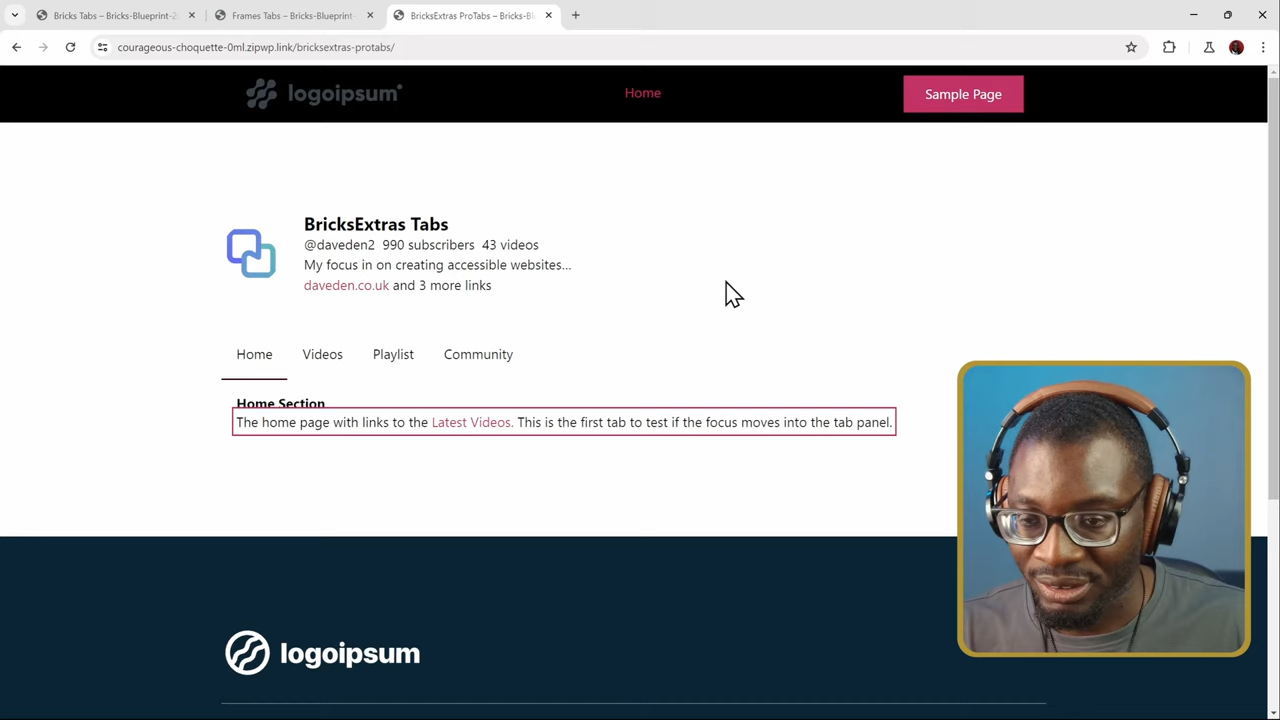 Bricks Tabs – Bricks-Blueprint-2
Frames Tabs – Bricks-Blueprint-
BricksExtras ProTabs – Bricks-Bl
courageous-choquette-0ml.zipwp.link/bricksextras-protabs/
logoipsum
Home
Sample Page
BricksExtras Tabs
@daveden2 990 subscribers 43 videos
My focus in on creating accessible websites...
daveden.co.uk and 3 more links
Home Videos Playlist Community
Home Section
The home page with links to the Latest Videos. This is the first tab to test if the focus moves into the tab panel.
logoipsum